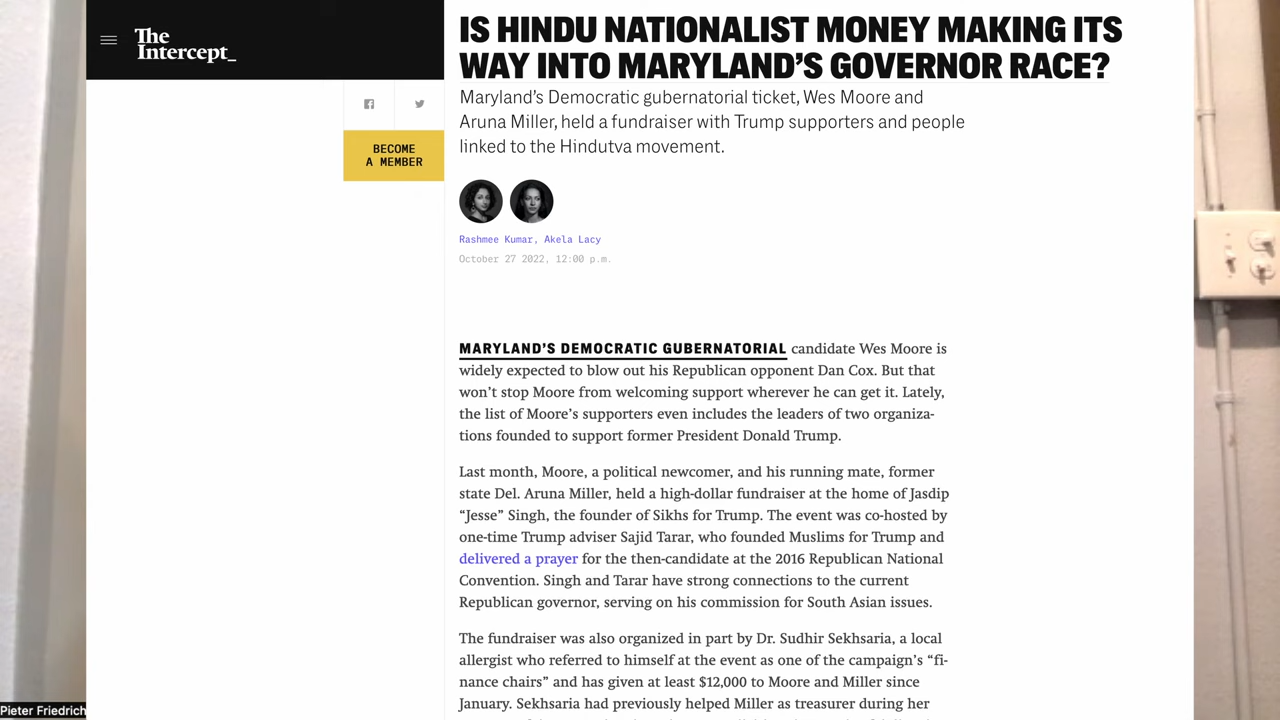 The
Intercept_
BECOME
A MEMBER
IS HINDU NATIONALIST MONEY MAKING ITS
WAY INTO MARYLAND'S GOVERNOR RACE?
Maryland's Democratic gubernatorial ticket, Wes Moore and
Aruna Miller, held a fundraiser with Trump supporters and people
linked to the Hindutva movement.
Rashmee Kumar, Akela Lacy
October 27 2022, 12:00 p.m.
MARYLAND'S DEMOCRATIC GUBERNATORIAL candidate Wes Moore is
widely expected to blow out his Republican opponent Dan Cox. But that
won't stop Moore from welcoming support wherever he can get it. Lately,
the list of Moore's supporters even includes the leaders of two organiza-
tions founded to support former President Donald Trump.
Last month, Moore, a political newcomer, and his running mate, former
state Del. Aruna Miller, held a high-dollar fundraiser at the home of Jasdip
“Jesse” Singh, the founder of Sikhs for Trump. The event was co-hosted by
one-time Trump adviser Sajid Tarar, who founded Muslims for Trump and
delivered a prayer for the then-candidate at the 2016 Republican National
Convention. Singh and Tarar have strong connections to the current
Republican governor, serving on his commission for South Asian issues.
The fundraiser was also organized in part by Dr. Sudhir Sekhsaria, a local
allergist who referred to himself at the event as one of the campaign's “fi-
nance chairs” and has given at least $12,000 to Moore and Miller since
January. Sekhsaria had previously helped Miller as treasurer during her
Pieter Friedrich